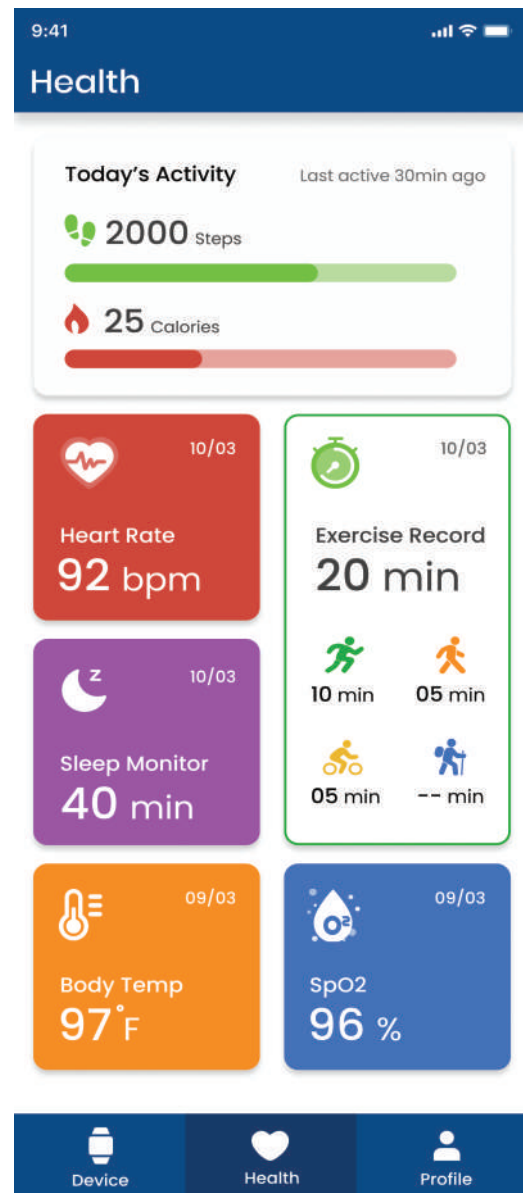 9:41
Health
Today's Activity
Last active 30min ago
2000 Steps
25 Calories
10/03
Heart Rate
92 bpm
10/03
Exercise Record
20 min
10 min
05 min
05 min
-- min
Z
10/03
Sleep Monitor
40 min
09/03
Body Temp
97°F
O²
09/03
SpO2
96 %
Device
Health
Profile